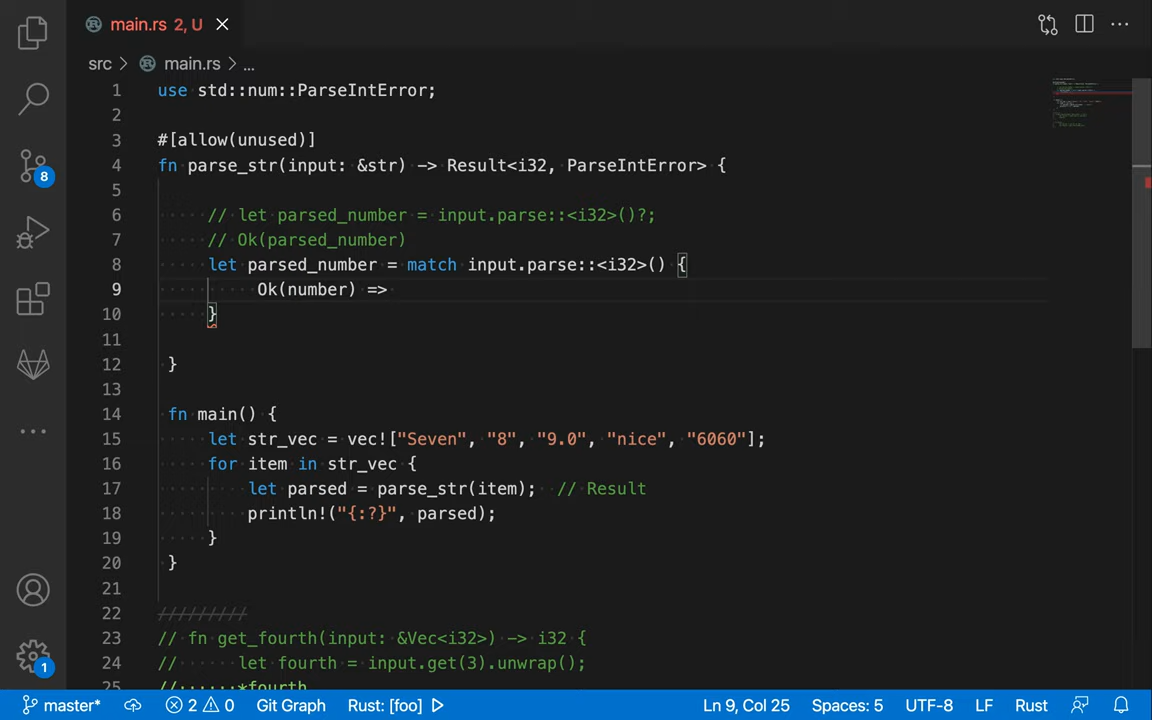 main.rs 2, U
src > main.rs > ...
1 use std::num::ParseIntError;
2
3 #[allow(unused)]
4 fn parse_str(input: &str) -> Result<i32, ParseIntError> {
5
6 // let parsed_number = input.parse::<i32>()?;
7 // Ok(parsed_number)
8 let parsed_number = match input.parse::<i32>() {
9 Ok(number) =>
10 }
11
12 }
13
14 fn main() {
15 let str_vec = vec!["Seven", "8", "9.0", "nice", "6060"];
16 for item in str_vec {
17 let parsed = parse_str(item); // Result
18 println!("{:?}", parsed);
19 }
20 }
21
22 /////////
23 // fn get_fourth(input: &Vec<i32>) -> i32 {
24 // let fourth = input.get(3).unwrap();
25 // *fourth
8
1
master* 2 0 Git Graph Rust: [foo] Ln 9, Col 25 Spaces: 5 UTF-8 LF Rust